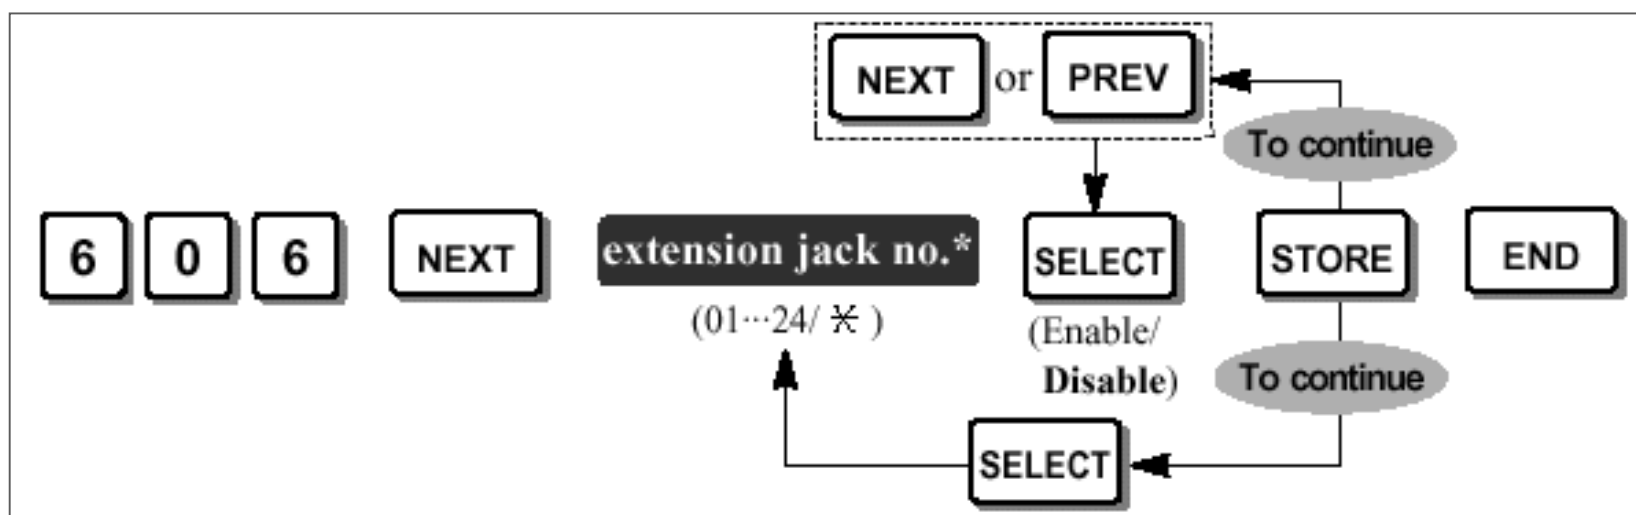 NEXT or PREV
To continue
6 0 6 NEXT extension jack no.* SELECT STORE END
(01···24/ ⚹ ) (Enable/
Disable) To continue
SELECT